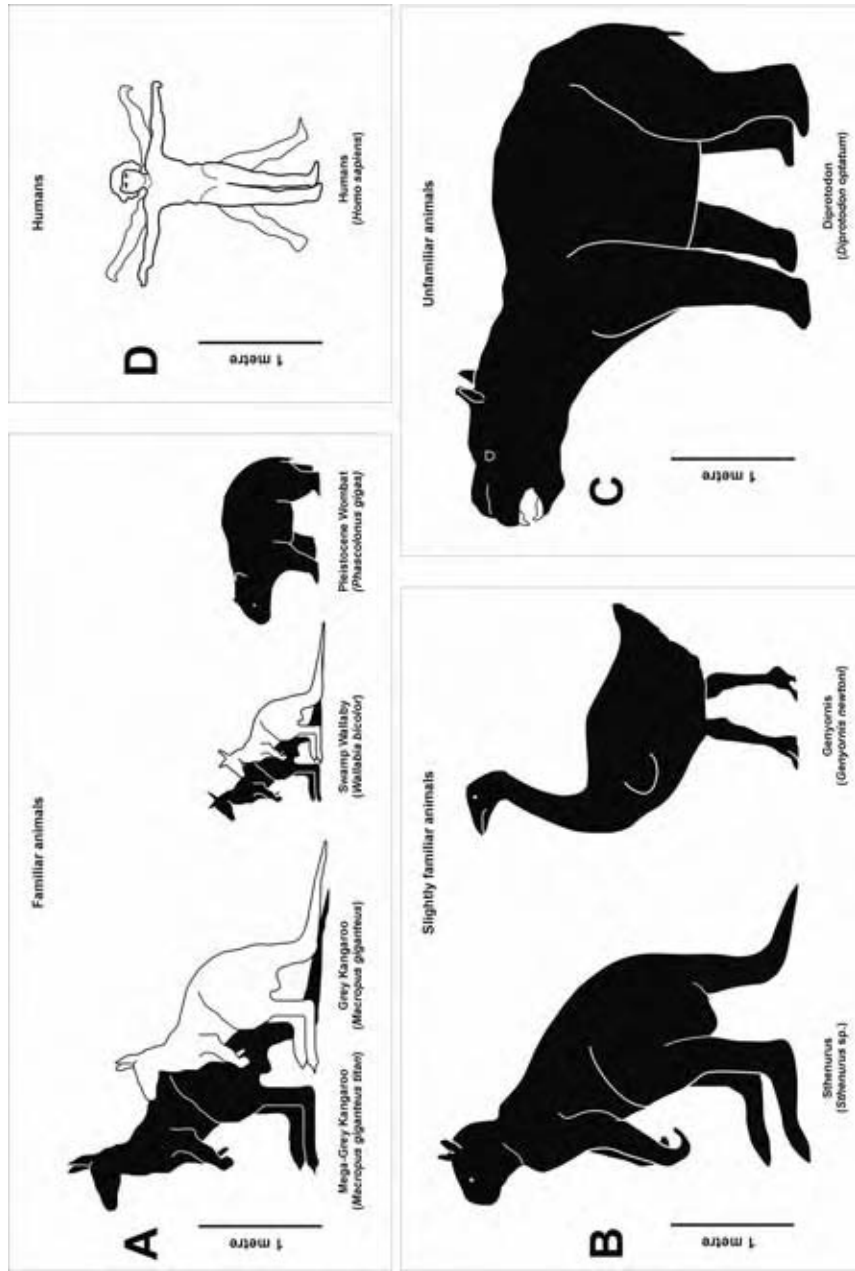 Familiar animals
A
1 metre
Mega-Grey Kangaroo
(Macropus giganteus titan)
Grey Kangaroo
(Macropus giganteus)
Swamp Wallaby
(Wallabia bicolor)
Pleistocene Wombat
(Phascolonus gigas)
Humans
D
1 metre
Humans
(Homo sapiens)
Slightly familiar animals
B
1 metre
Sthenurus
(Sthenurus sp.)
Genyornis
(Genyornis newtoni)
Unfamiliar animals
C
1 metre
Diprotodon
(Diprotodon optatum)